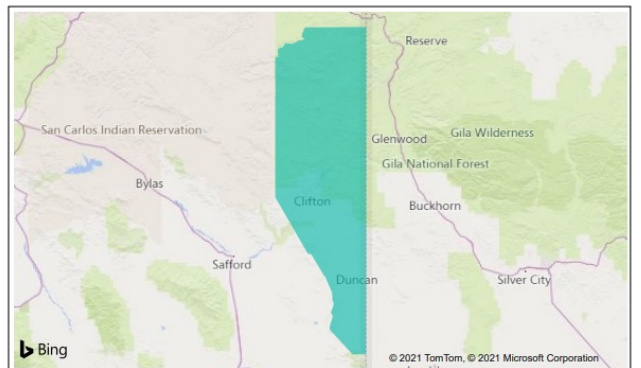 Reserve
San Carlos Indian Reservation
Glenwood
Gila Wilderness
Gila National Forest
Bylas
Clifton
Buckhorn
Safford
Duncan
Silver City
Bing
© 2021 TomTom, © 2021 Microsoft Corporation